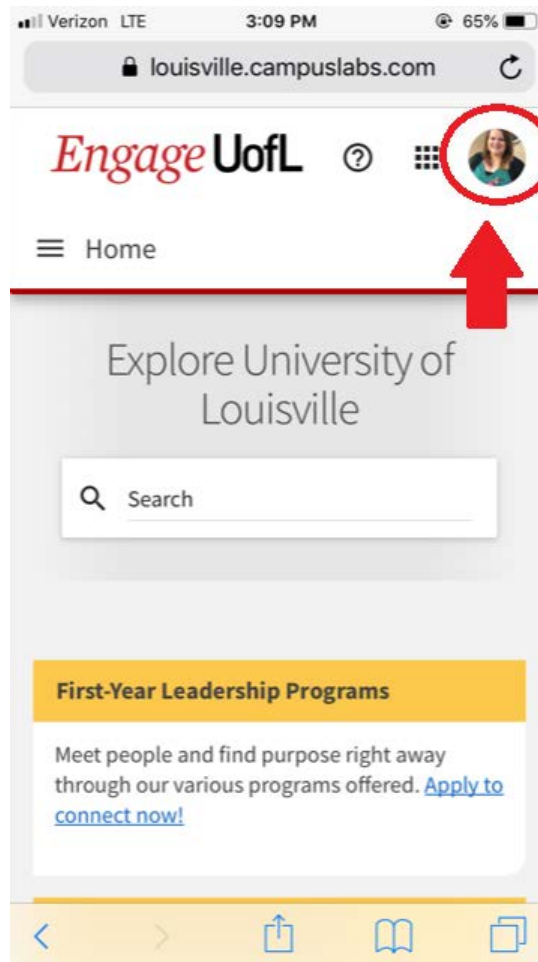 Verizon LTE 3:09 PM 65%
louisville.campuslabs.com
Engage UofL ?
Home
Explore University of
Louisville
Search
First-Year Leadership Programs
Meet people and find purpose right away
through our various programs offered. Apply to
connect now!